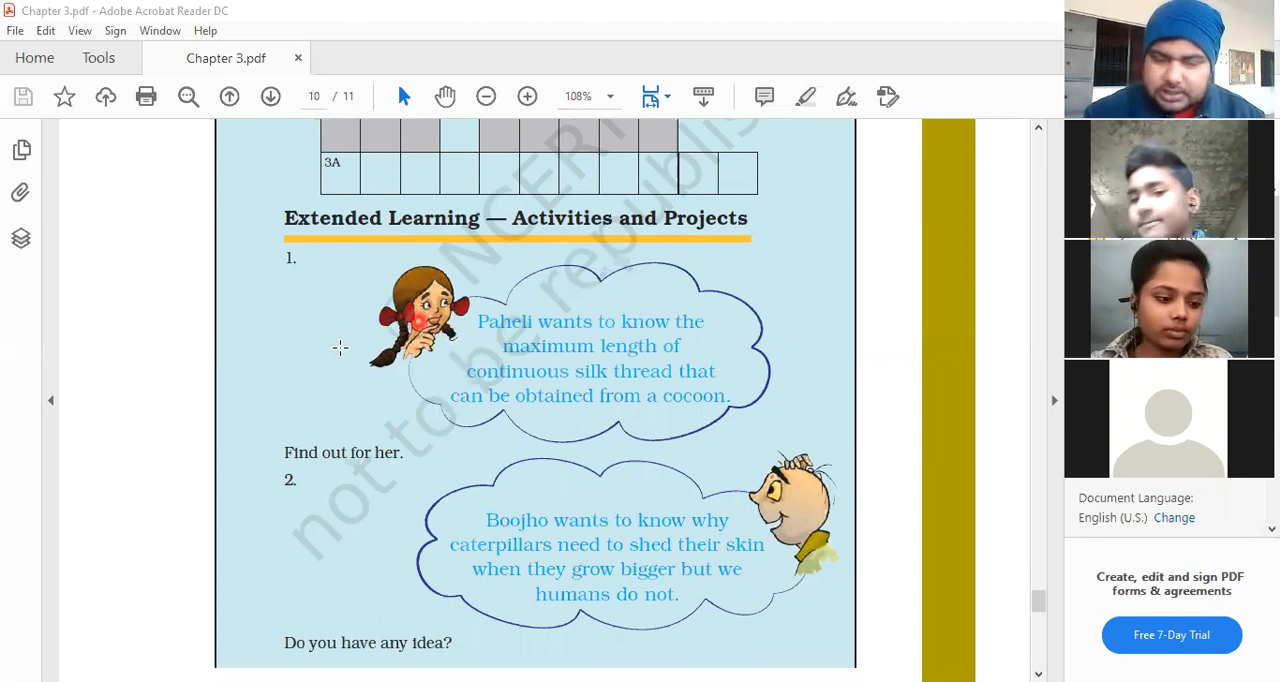 Chapter 3.pdf - Adobe Acrobat Reader DC
File Edit View Sign Window Help
Home Tools Chapter 3.pdf ×
10 / 11 108%
3A
Extended Learning — Activities and Projects
1.
Paheli wants to know the
maximum length of
continuous silk thread that
can be obtained from a cocoon.
Find out for her.
2.
Boojho wants to know why
caterpillars need to shed their skin
when they grow bigger but we
humans do not.
Do you have any idea?
not to be republis
Document Language:
English (U.S.) Change
Create, edit and sign PDF
forms & agreements
Free 7-Day Trial